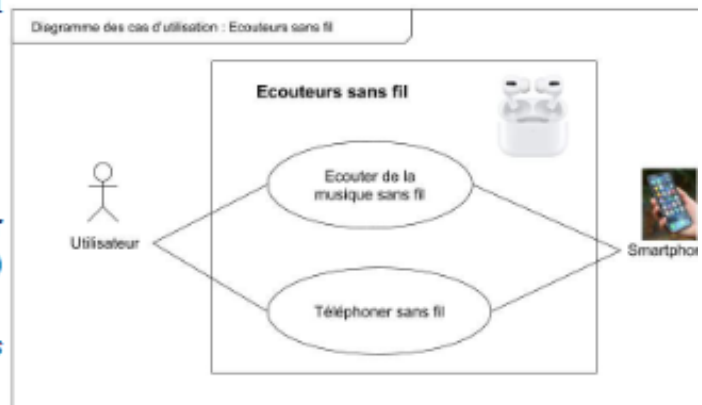 Diagramme des cas d'utilisation : Ecouteurs sans fil
Ecouteurs sans fil
Ecouter de la
musique sans fil
Utilisateur
Smartphon
Téléphoner sans fil